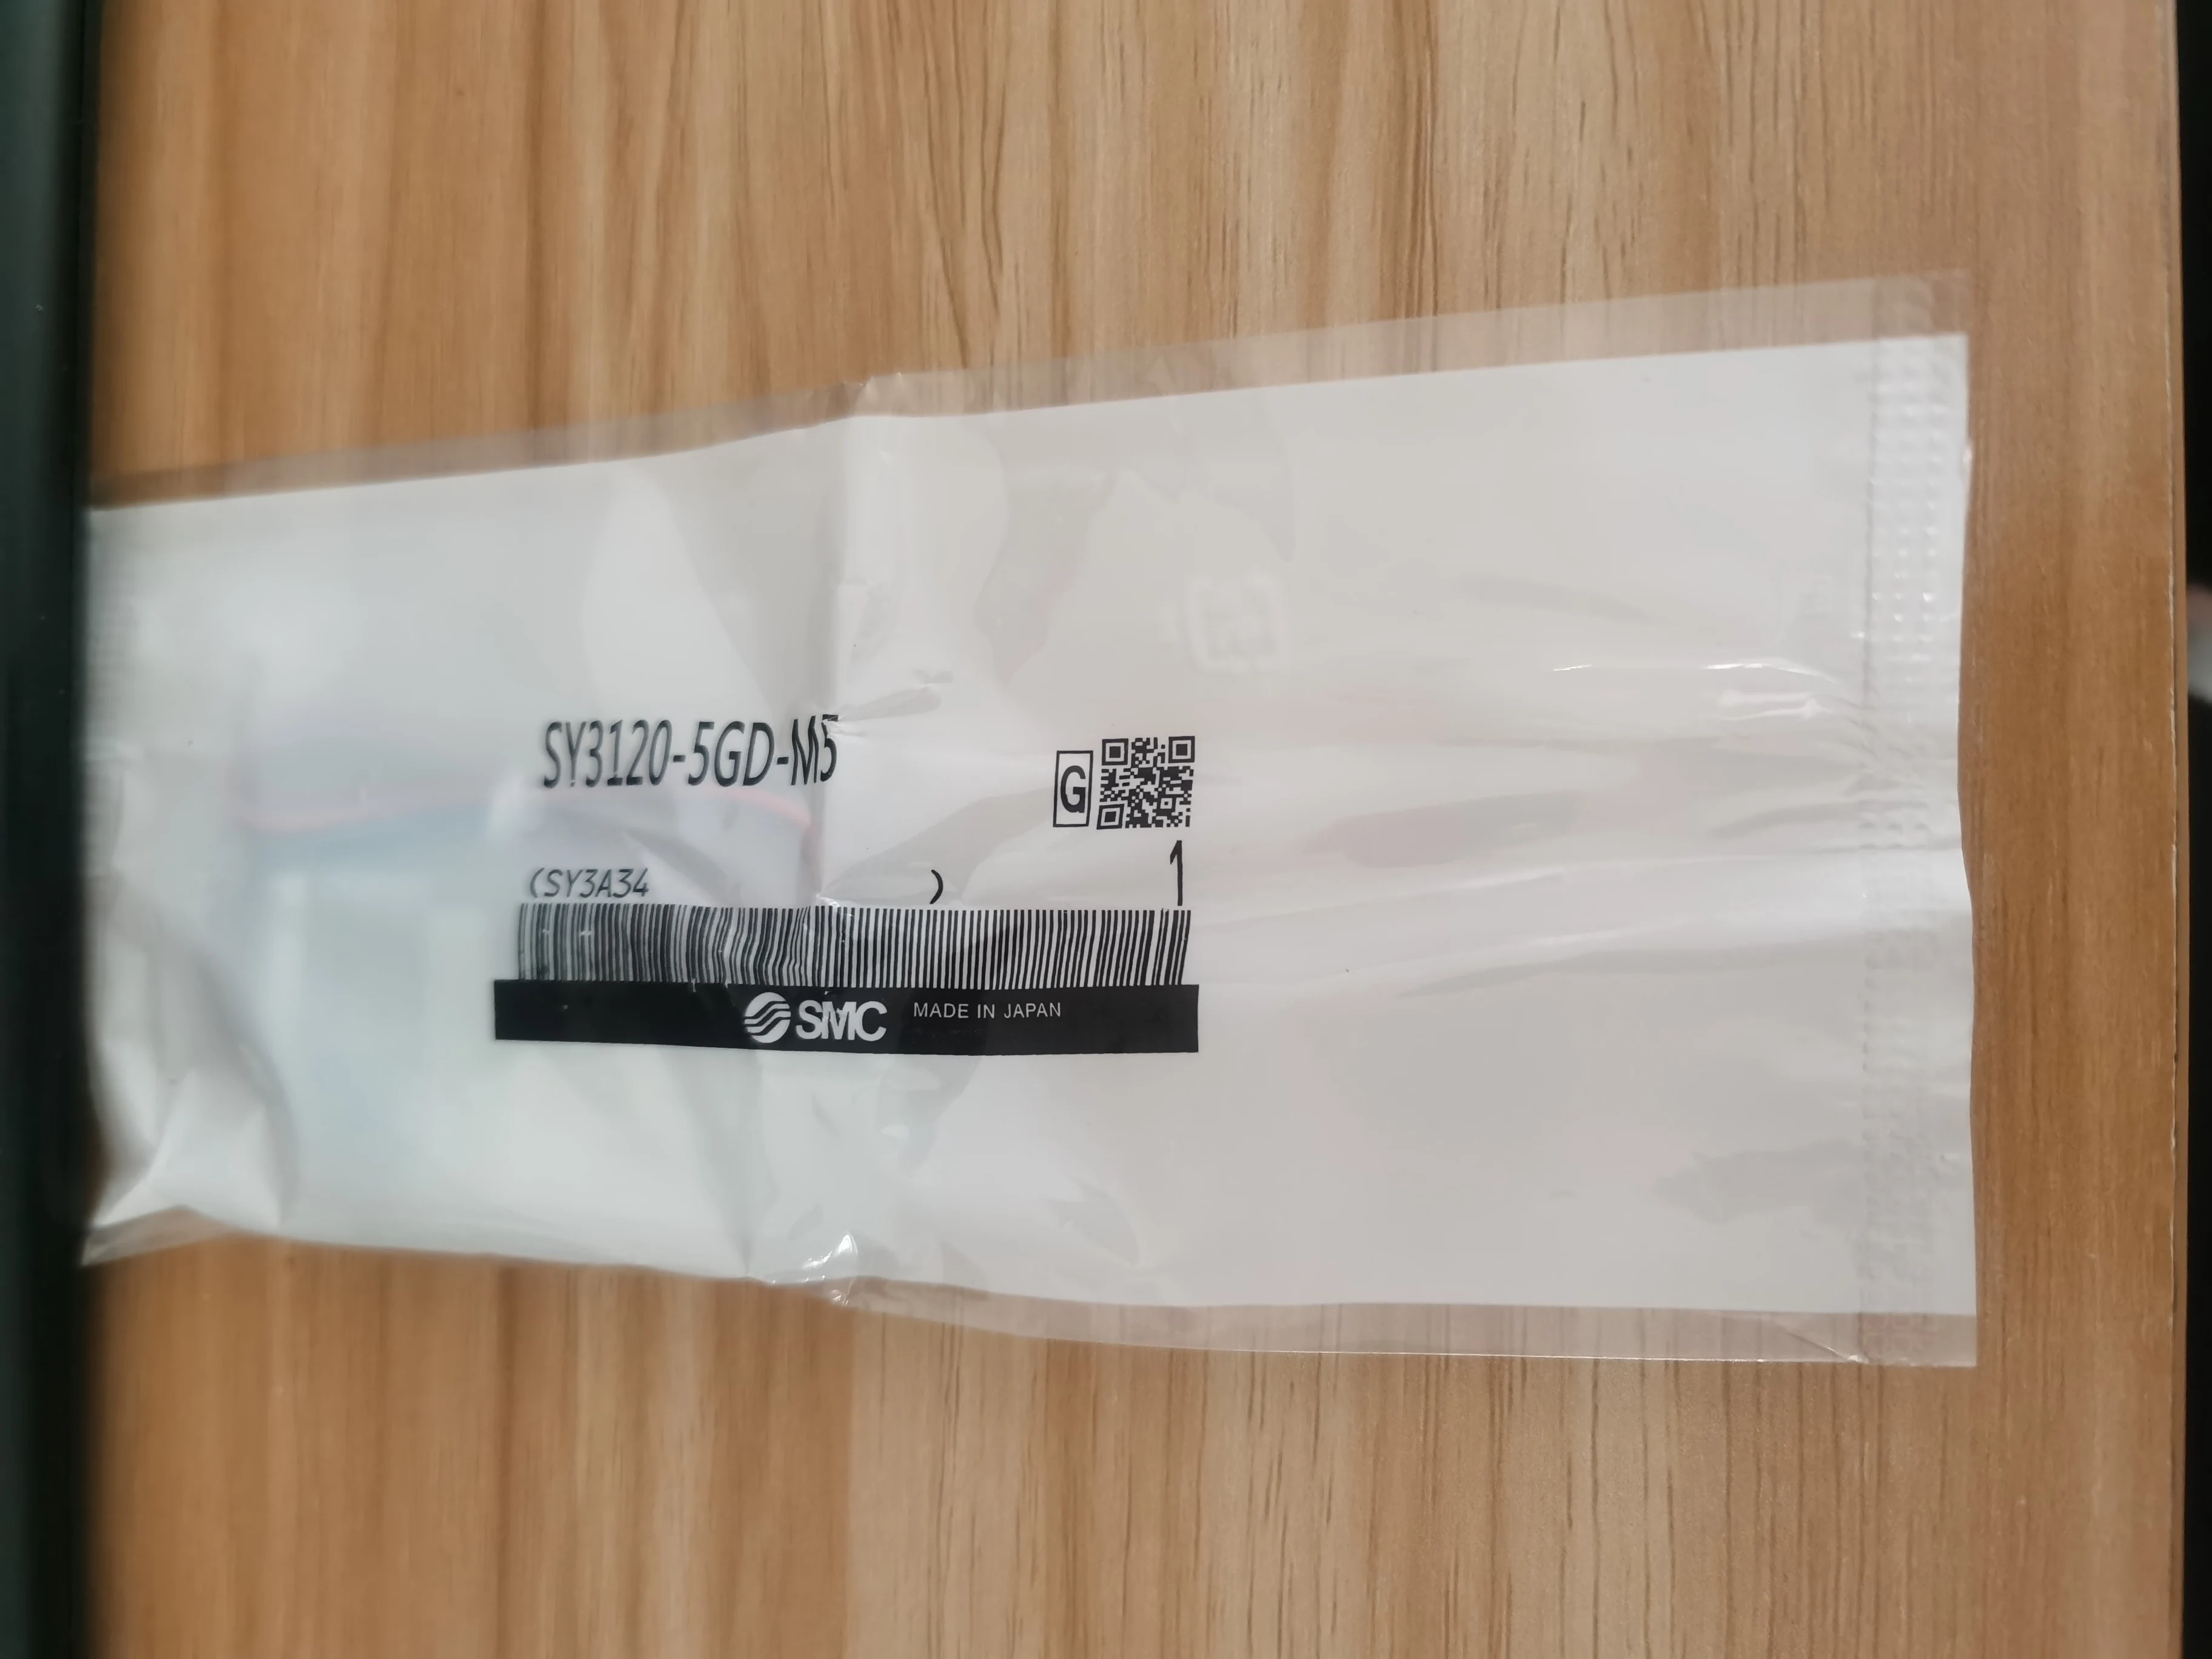 SY3120-5GD-M5
G
(SY3A34 ) 1
SMC MADE IN JAPAN